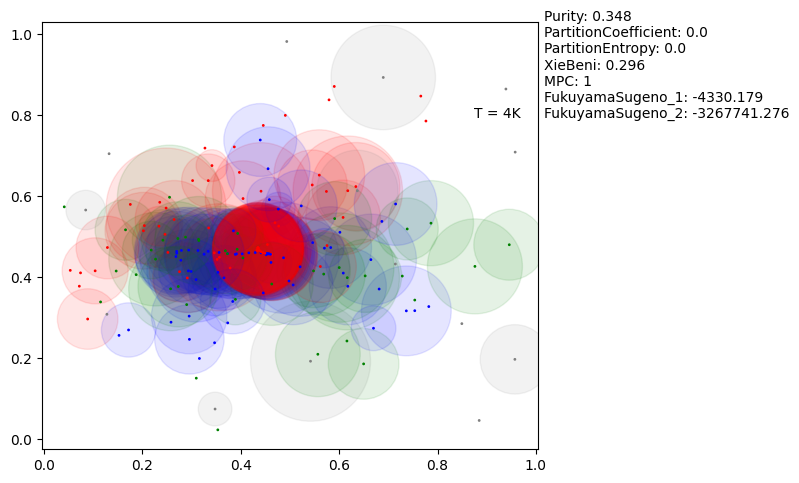 Purity: 0.348
PartitionCoefficient: 0.0
PartitionEntropy: 0.0
XieBeni: 0.296
MPC: 1
FukuyamaSugeno_1: -4330.179
FukuyamaSugeno_2: -3267741.276
T = 4K
1.0
0.8
0.6
0.4
0.2
0.0
0.0 0.2 0.4 0.6 0.8 1.0